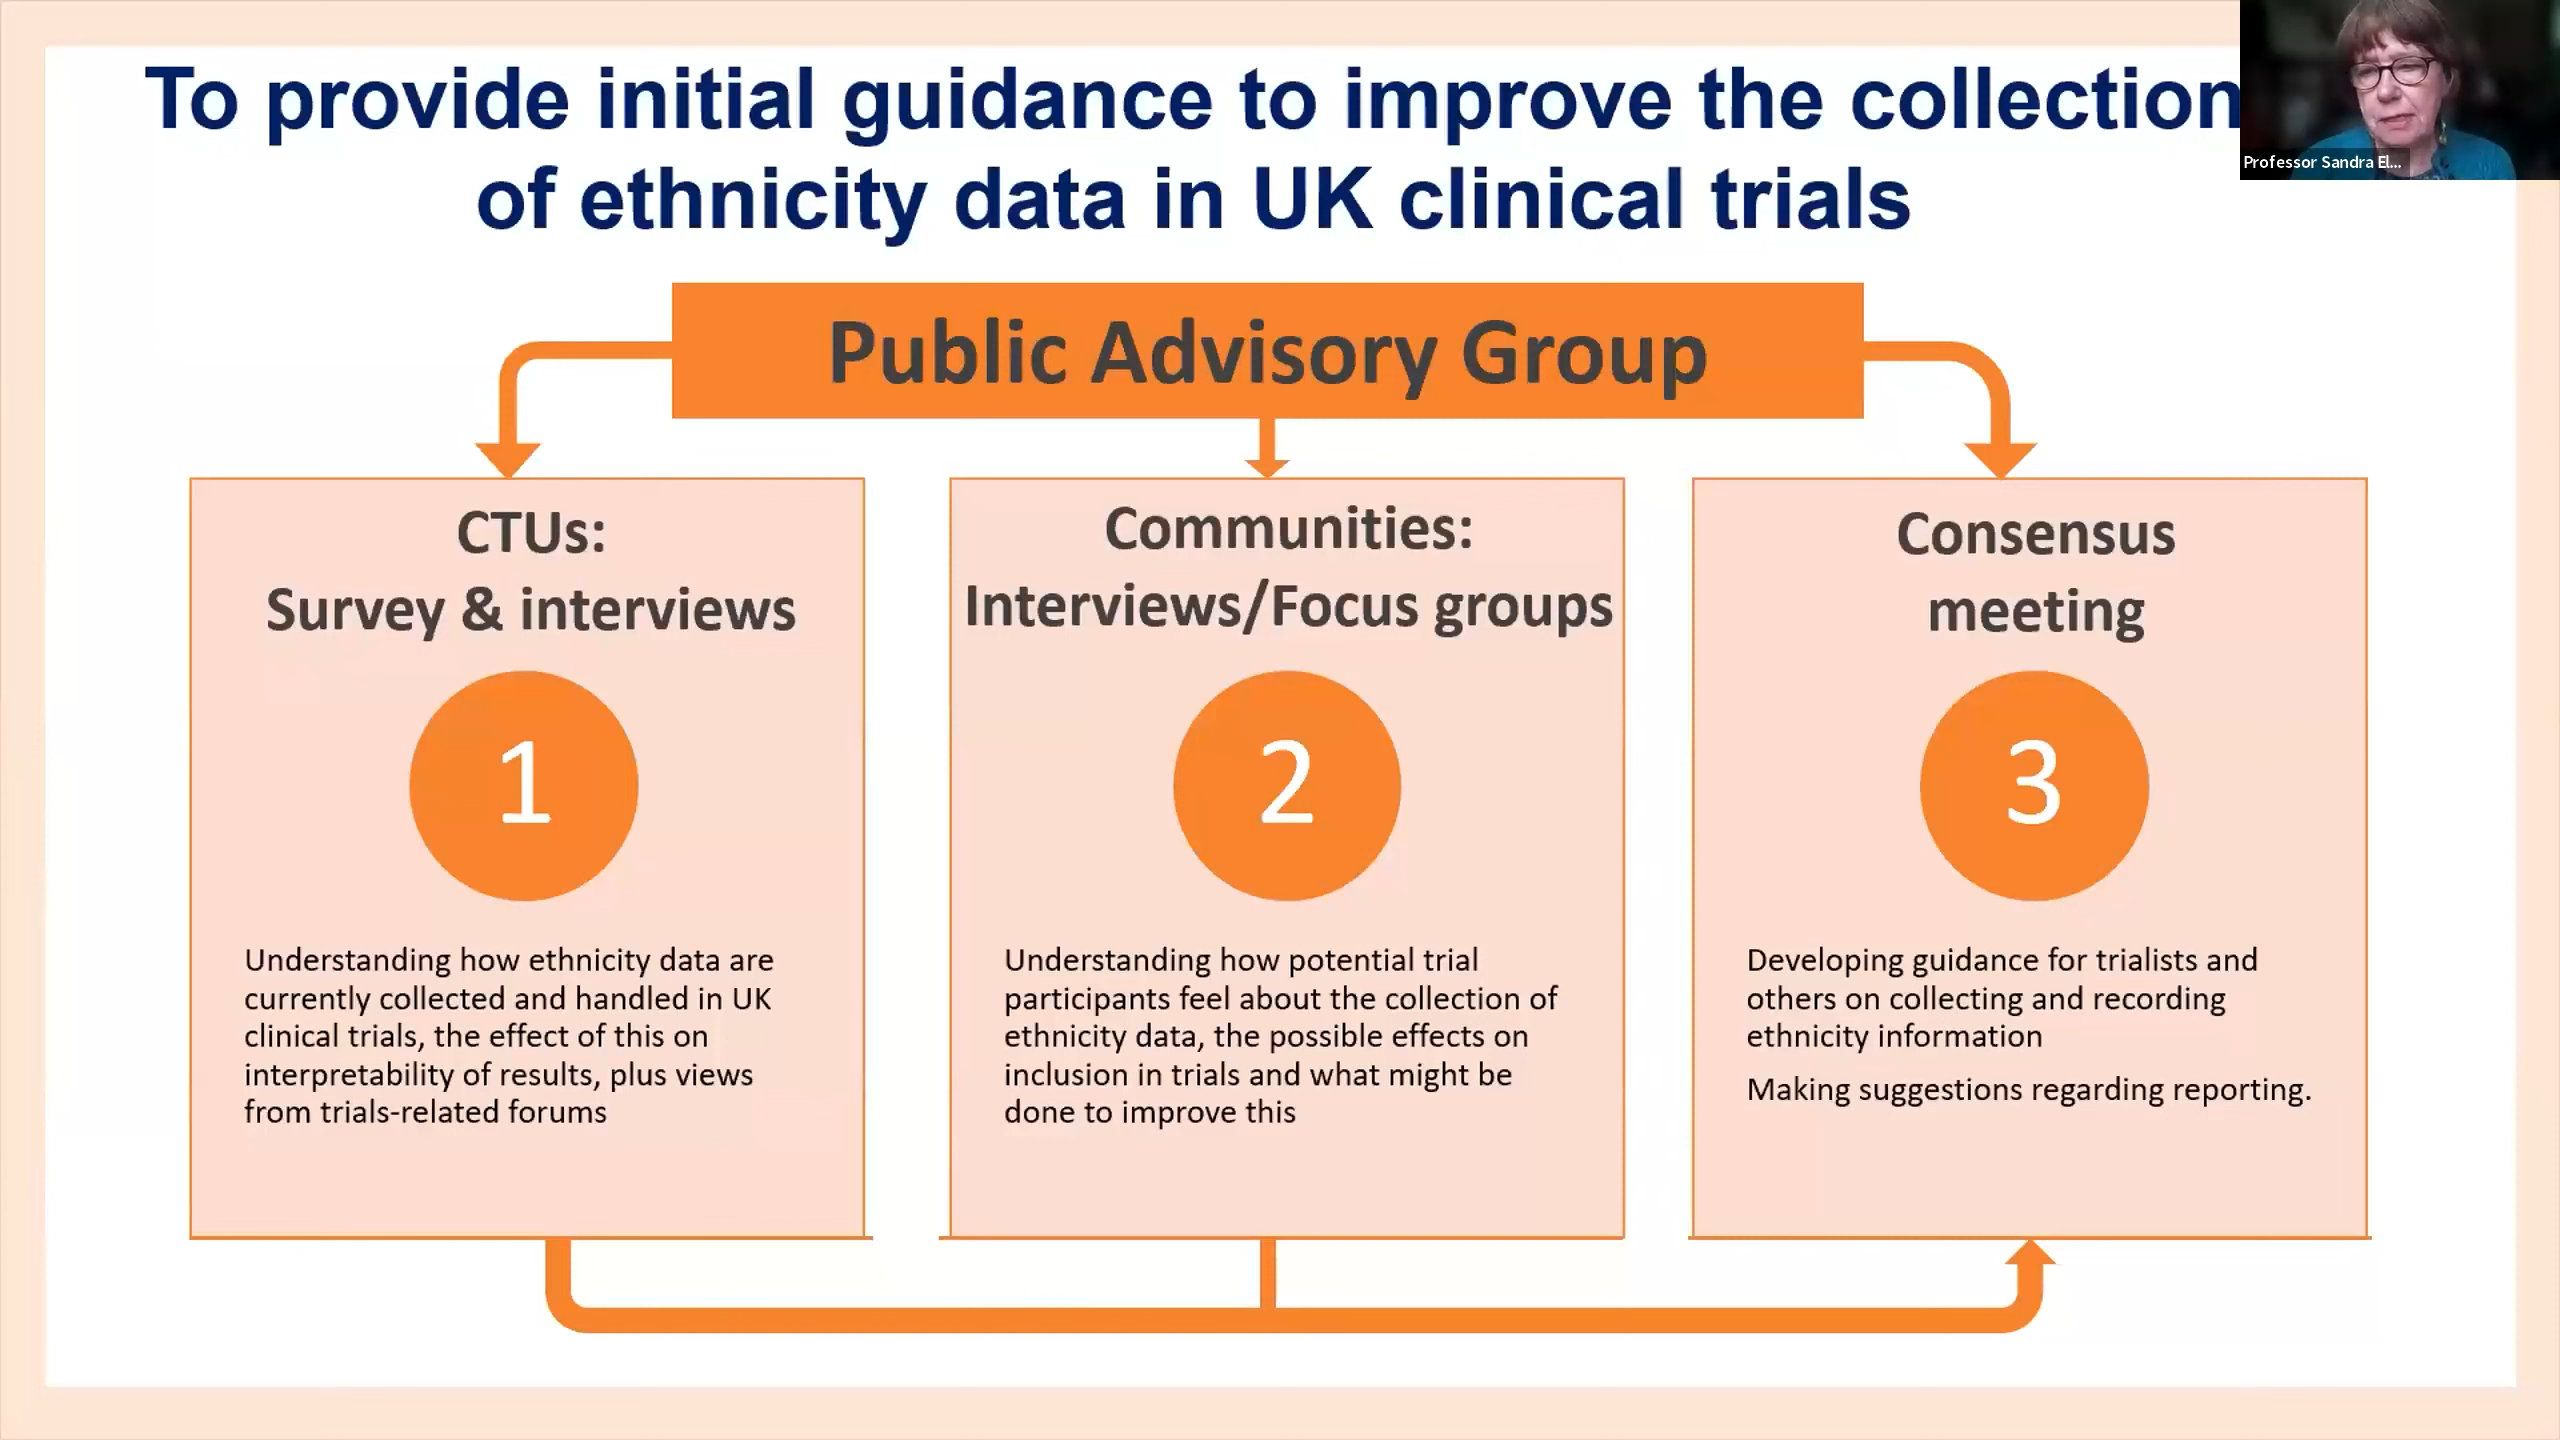 To provide initial guidance to improve the collection
of ethnicity data in UK clinical trials
Professor Sandra El...
Public Advisory Group
CTUs:
Survey & interviews
1
Understanding how ethnicity data are
currently collected and handled in UK
clinical trials, the effect of this on
interpretability of results, plus views
from trials-related forums
Communities:
Interviews/Focus groups
2
Understanding how potential trial
participants feel about the collection of
ethnicity data, the possible effects on
inclusion in trials and what might be
done to improve this
Consensus
meeting
3
Developing guidance for trialists and
others on collecting and recording
ethnicity information
Making suggestions regarding reporting.